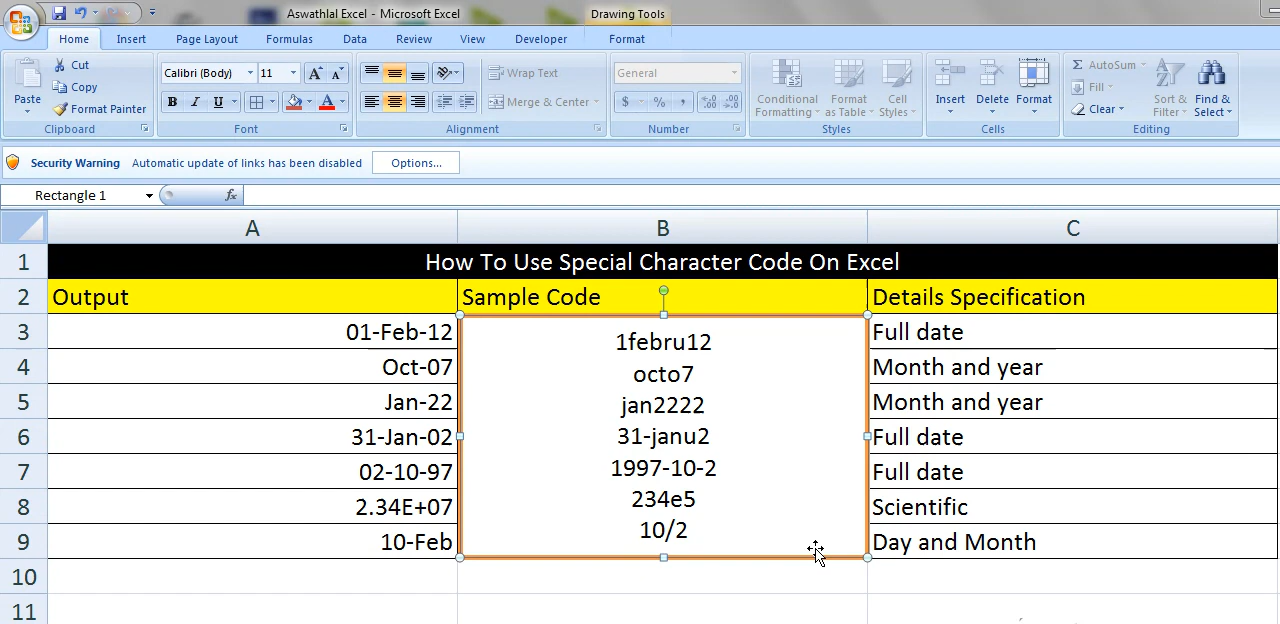 Aswathlal Excel - Microsoft Excel
Drawing Tools
Home Insert Page Layout Formulas Data Review View Developer Format
Paste
Cut
Copy
Format Painter
Clipboard
Calibri (Body) 11
B I U
Font
Wrap Text
Merge & Center
Alignment
General
$ % ,
Number
Conditional Formatting
Format as Table
Cell Styles
Styles
Insert
Delete
Format
Cells
Σ AutoSum
Fill
Clear
Sort & Filter
Find & Select
Editing
Security Warning Automatic update of links has been disabled Options...
Rectangle 1 fx
A B C
1 How To Use Special Character Code On Excel
2 Output Sample Code Details Specification
3 01-Feb-12 1febru12 Full date
4 Oct-07 octo7 Month and year
5 Jan-22 jan2222 Month and year
6 31-Jan-02 31-janu2 Full date
7 02-10-97 1997-10-2 Full date
8 2.34E+07 234e5 Scientific
9 10-Feb 10/2 Day and Month
10
11